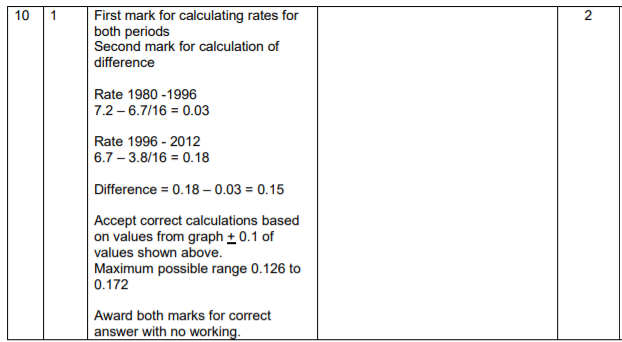 10 1 First mark for calculating rates for 2
both periods
Second mark for calculation of
difference
Rate 1980 -1996
7.2 – 6.7/16 = 0.03
Rate 1996 - 2012
6.7 – 3.8/16 = 0.18
Difference = 0.18 – 0.03 = 0.15
Accept correct calculations based
on values from graph ± 0.1 of
values shown above.
Maximum possible range 0.126 to
0.172
Award both marks for correct
answer with no working.